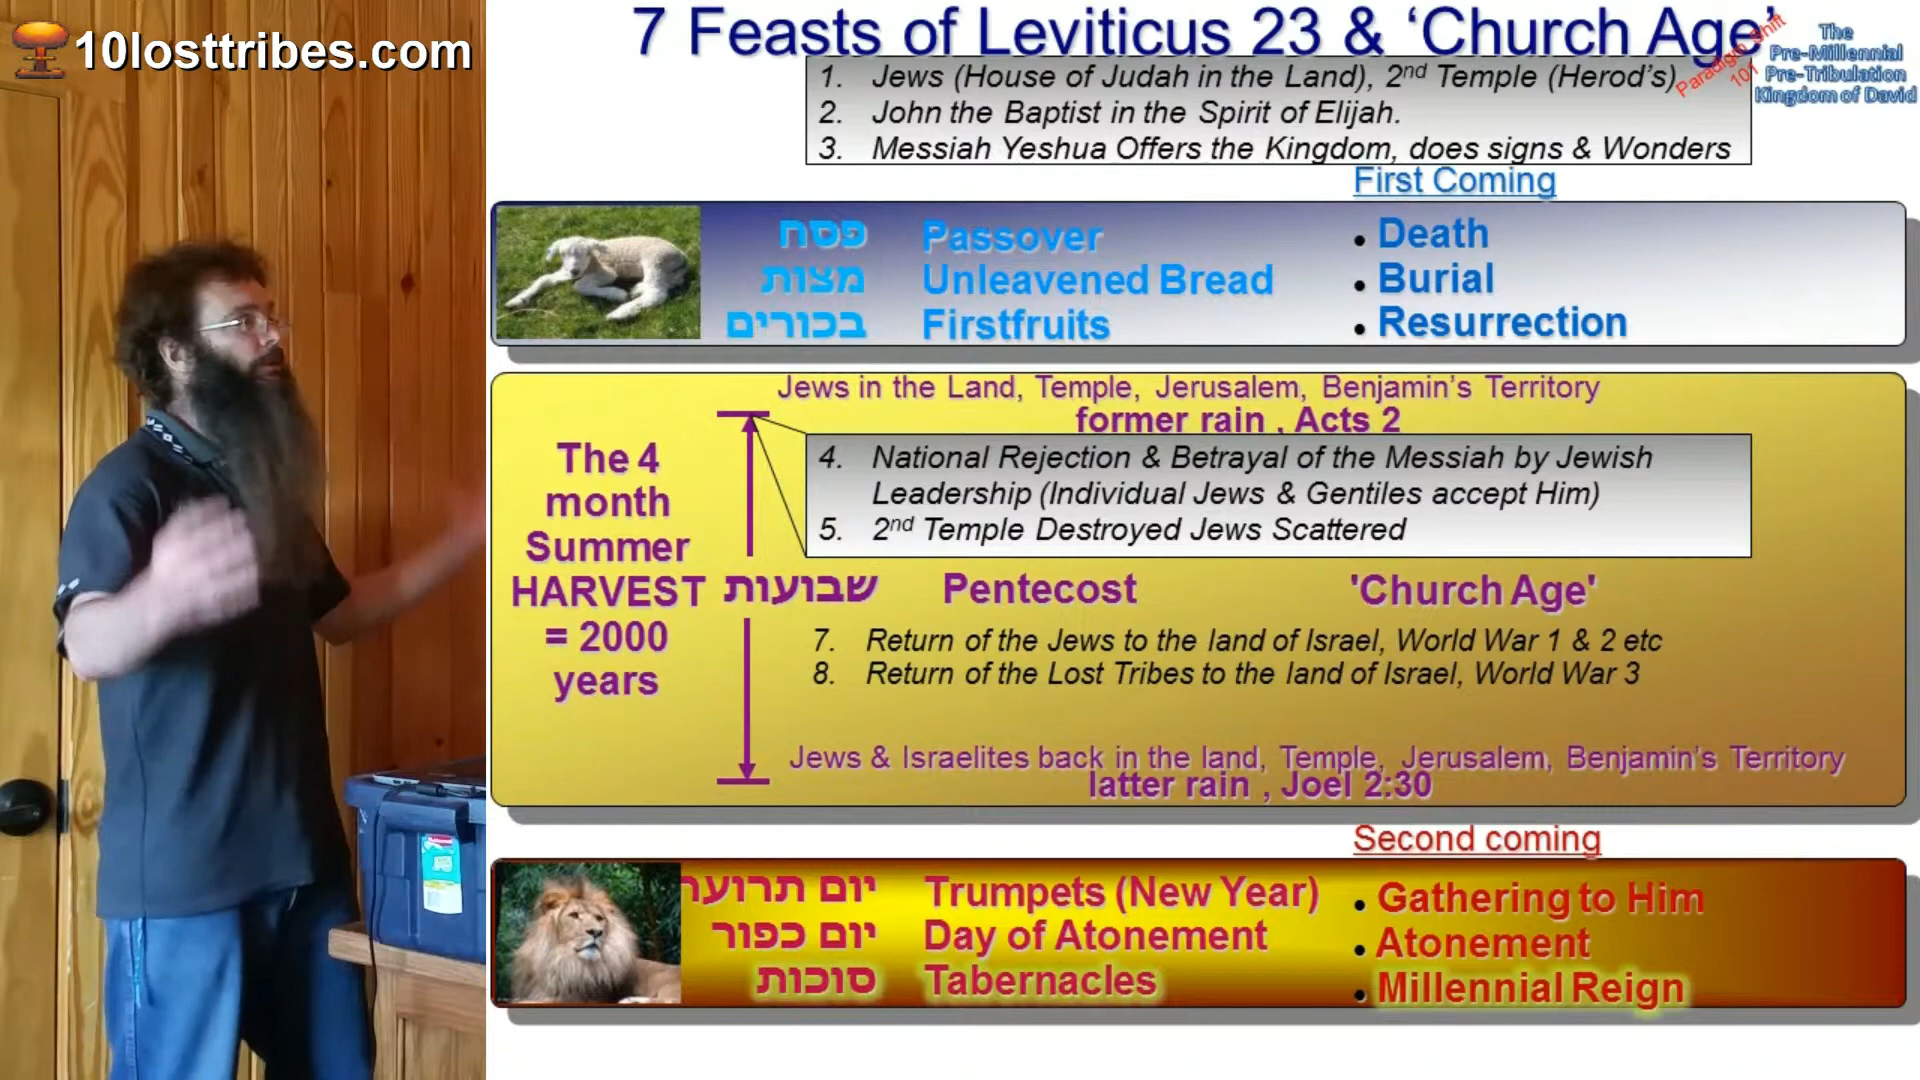 10losttribes.com
7 Feasts of Leviticus 23 & ‘Church Age’
Paradigm Shift
101
The
Pre-Millennial
Pre-Tribulation
Kingdom of David
1. Jews (House of Judah in the Land), 2nd Temple (Herod’s)
2. John the Baptist in the Spirit of Elijah.
3. Messiah Yeshua Offers the Kingdom, does signs & Wonders
First Coming
פסח Passover • Death
מצות Unleavened Bread • Burial
בכורים Firstfruits • Resurrection
Jews in the Land, Temple, Jerusalem, Benjamin’s Territory
former rain , Acts 2
The 4
month
Summer
HARVEST
= 2000
years
4. National Rejection & Betrayal of the Messiah by Jewish
Leadership (Individual Jews & Gentiles accept Him)
5. 2nd Temple Destroyed Jews Scattered
שבועות Pentecost 'Church Age'
7. Return of the Jews to the land of Israel, World War 1 & 2 etc
8. Return of the Lost Tribes to the land of Israel, World War 3
Jews & Israelites back in the land, Temple, Jerusalem, Benjamin’s Territory
latter rain , Joel 2:30
Second coming
יום תרוער Trumpets (New Year) • Gathering to Him
יום כפור Day of Atonement • Atonement
סוכות Tabernacles • Millennial Reign